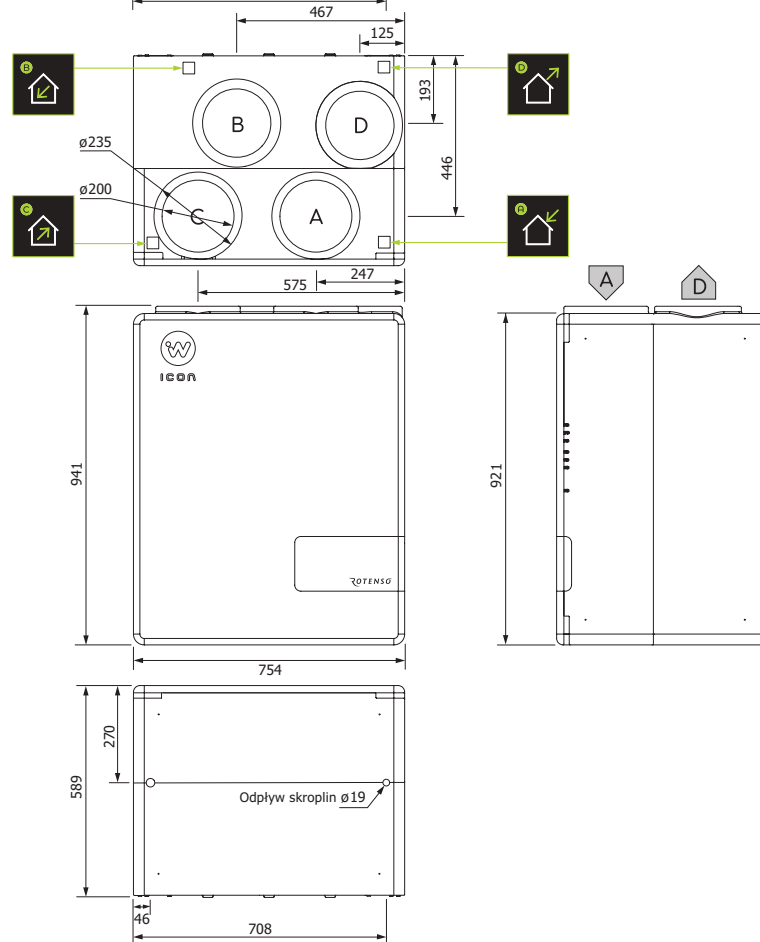 467
125
B
D
193
B
D
ø235
446
ø200
C
C
A
A
247
575
A
D
icon
941
921
ROTENSO
754
270
589
Odpływ skroplin ø19
46
708